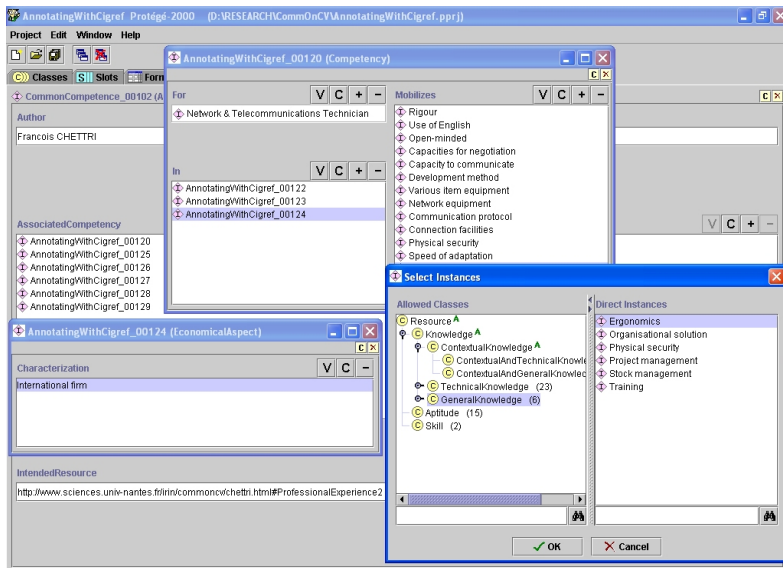 AnnotatingWithCigref Protégé-2000 (D:\RESEARCH\CommOnCV\AnnotatingWithCigref.pprj)
Project Edit Window Help
C Classes S Slots Form
CommonCompetence_00102 (A
Author
Francois CHETTRI
AssociatedCompetency
V C + -
AnnotatingWithCigref_00120
AnnotatingWithCigref_00125
AnnotatingWithCigref_00126
AnnotatingWithCigref_00127
AnnotatingWithCigref_00128
AnnotatingWithCigref_00129
IntendedResource
http://www.sciences.univ-nantes.fr/irin/commoncv/chettri.html#ProfessionalExperience2
AnnotatingWithCigref_00120 (Competency)
For V C + -
Network & Telecommunications Technician
In V C + -
AnnotatingWithCigref_00122
AnnotatingWithCigref_00123
AnnotatingWithCigref_00124
Mobilizes V C + -
Rigour
Use of English
Open-minded
Capacities for negotiation
Capacity to communicate
Development method
Various item equipment
Network equipment
Communication protocol
Connection facilities
Physical security
Speed of adaptation
AnnotatingWithCigref_00124 (EconomicalAspect)
Characterization V C -
International firm
Select Instances
Allowed Classes
C Resource A
C Knowledge A
C ContextualKnowledge A
C ContextualAndTechnicalKnowle
C ContextualAndGeneralKnowled
C TechnicalKnowledge (23)
C GeneralKnowledge (6)
C Aptitude (15)
C Skill (2)
Direct Instances
Ergonomics
Organisational solution
Physical security
Project management
Stock management
Training
OK Cancel